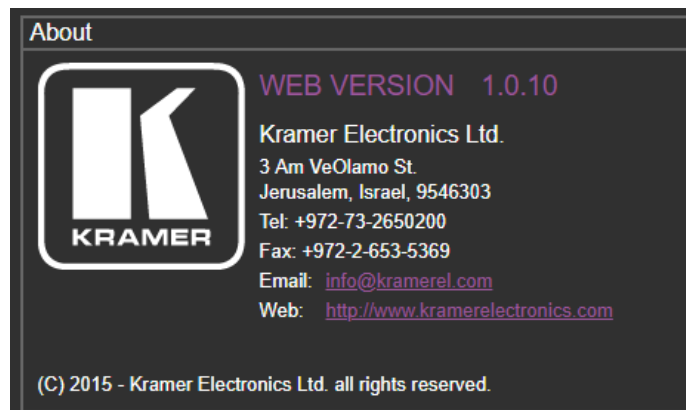 About
KRAMER
WEB VERSION 1.0.10
Kramer Electronics Ltd.
3 Am VeOlamo St.
Jerusalem, Israel, 9546303
Tel: +972-73-2650200
Fax: +972-2-653-5369
Email: info@kramerel.com
Web: http://www.kramerelectronics.com
(C) 2015 - Kramer Electronics Ltd. all rights reserved.